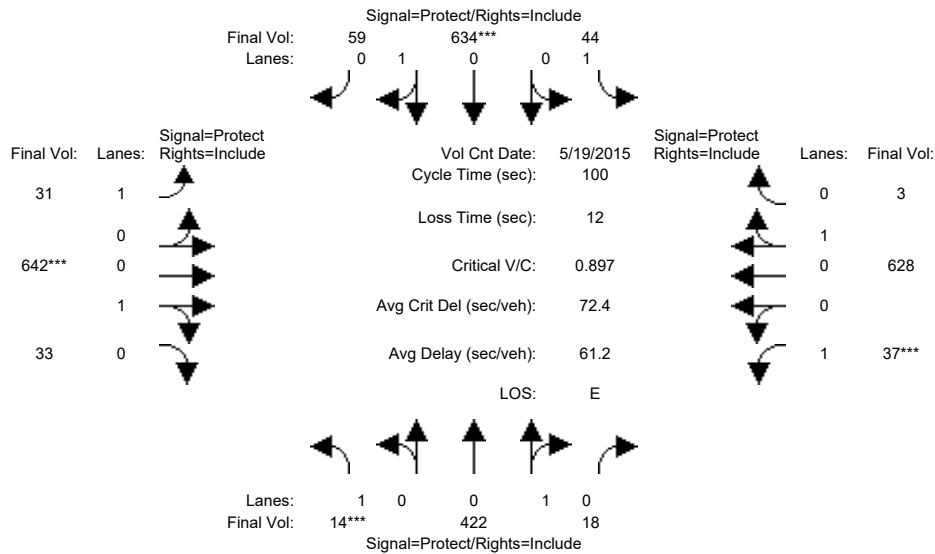 Signal=Protect/Rights=Include
Final Vol: 59 634*** 44
Lanes: 0 1 0 0 1
Signal=Protect
Final Vol: Lanes: Rights=Include
Vol Cnt Date: 5/19/2015
Signal=Protect
Rights=Include Lanes: Final Vol:
Cycle Time (sec): 100
31 1
0 3
Loss Time (sec): 12
0
1
642*** 0
Critical V/C: 0.897
0 628
1
Avg Crit Del (sec/veh): 72.4
0
33 0
Avg Delay (sec/veh): 61.2
1 37***
LOS: E
Lanes: 1 0 0 1 0
Final Vol: 14*** 422 18
Signal=Protect/Rights=Include